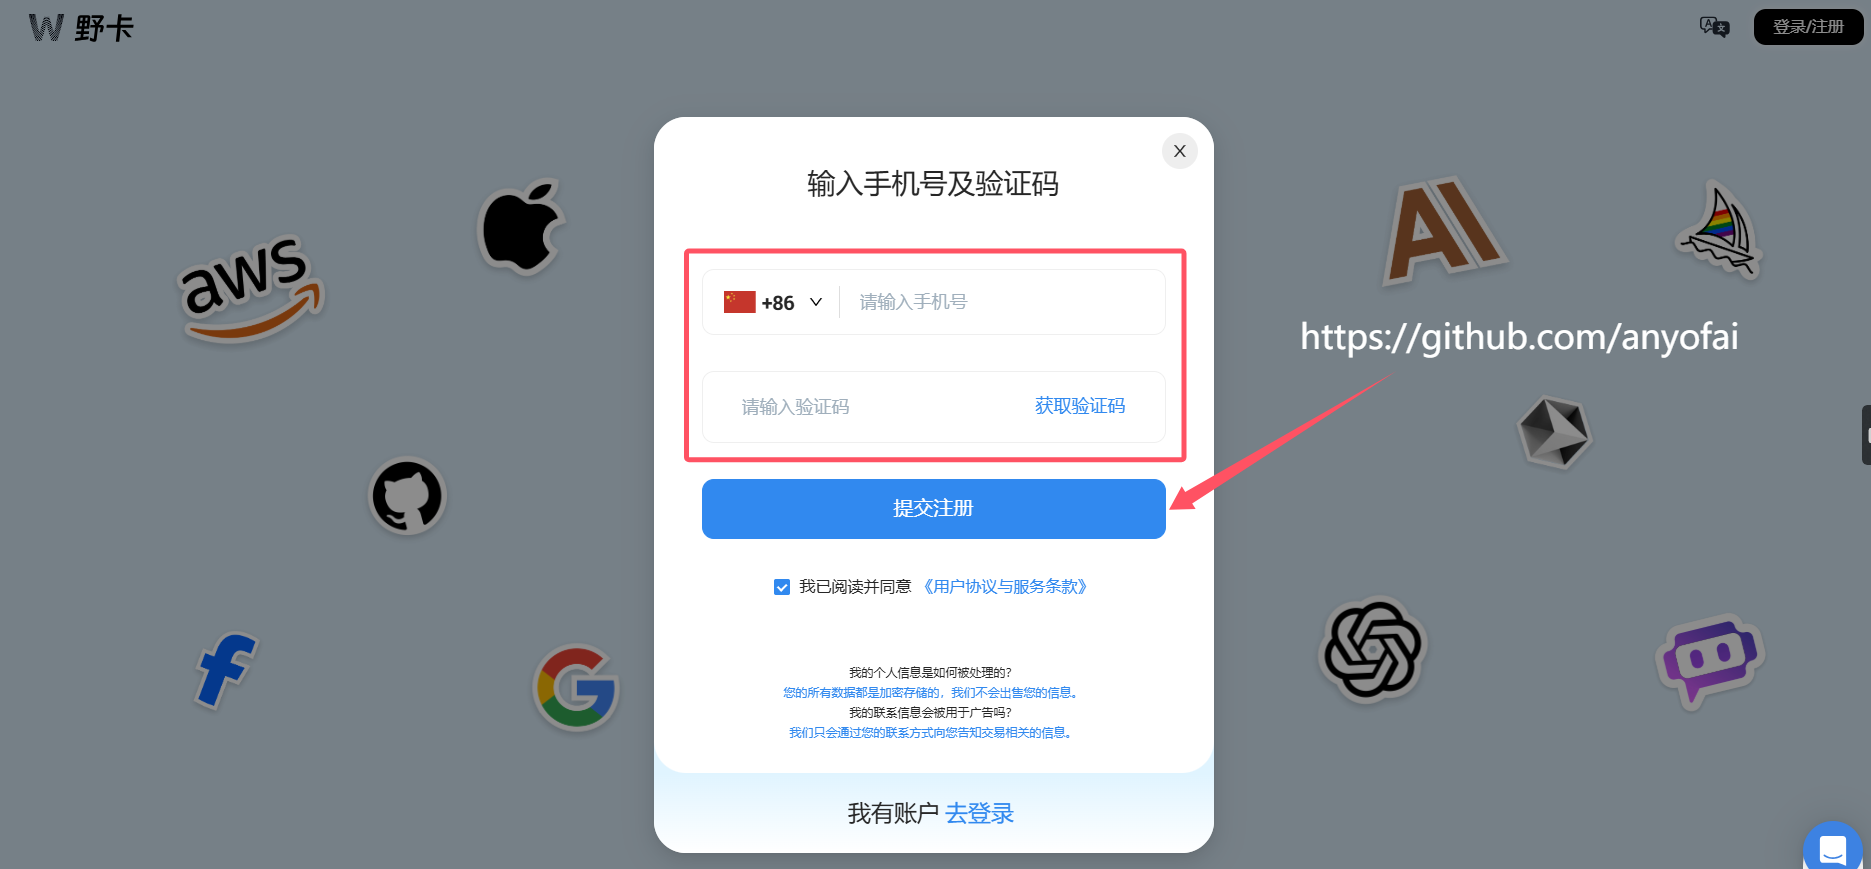 W 野卡
登录/注册
X
输入手机号及验证码
+86 请输入手机号
请输入验证码 获取验证码
提交注册
我已阅读并同意 《用户协议与服务条款》
我的个人信息是如何被处理的?
您的所有数据都是加密存储的，我们不会出售您的信息。
我的联系信息会被用于广告吗?
我们只会通过您的联系方式向您告知交易相关的信息。
我有账户 去登录
aws
AI
https://github.com/anyofai